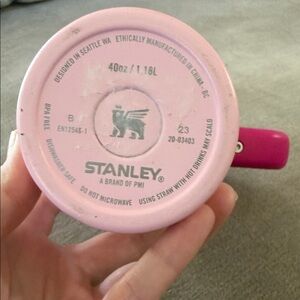 DESIGNED IN SEATTLE WA
ETHICALLY MANUFACTURED IN CHINA - BC
40oz / 1.18L
BPA FREE
B
23
EN12546-1
20-03403
DISHWASHER SAFE
DO NOT MICROWAVE
USING STRAW WITH HOT DRINKS MAY SCALD
STANLEY®
A BRAND OF PMI